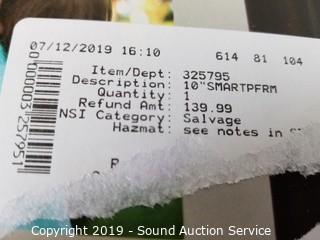 07/12/2019 16:10 614 81 104
Item/Dept: 325795
Description: 10"SMARTPFRM
Quantity: 1
Refund Amt: 139.99
NSI Category: Salvage
Hazmat: see notes in
0000003257951
Copyright 2019 - Sound Auction Service